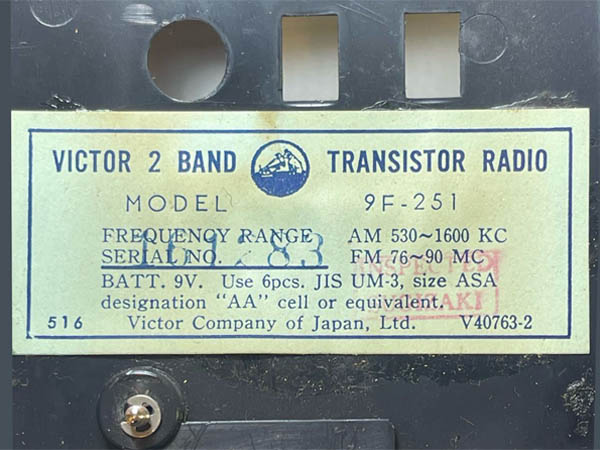 VICTOR 2 BAND TRANSISTOR RADIO
MODEL 9F-251
FREQUENCY RANGE AM 530~1600 KC
SERIAL NO. FM 76~90 MC
BATT. 9V. Use 6pcs. JIS UM-3, size ASA
designation "AA" cell or equivalent.
516 Victor Company of Japan, Ltd. V40763-2
INSPECTED